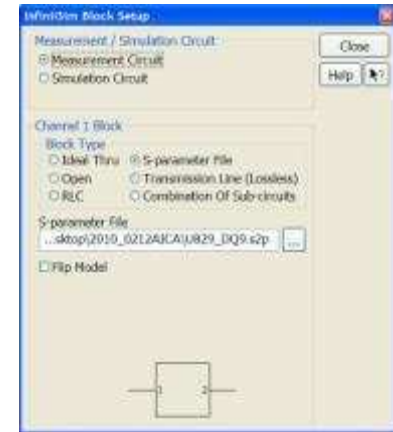 InfiniiSim Block Setup
Measurement / Simulation Circuit
Measurement Circuit
Simulation Circuit
Close
Help
Channel 1 Block
Block Type
Ideal Thru
S-parameter File
Open
Transmission Line (Lossless)
RLC
Combination Of Sub-circuits
S-parameter File
...sktop\2010_0212AICA\U829_DQ9.s2p
...
Flip Model
1 2